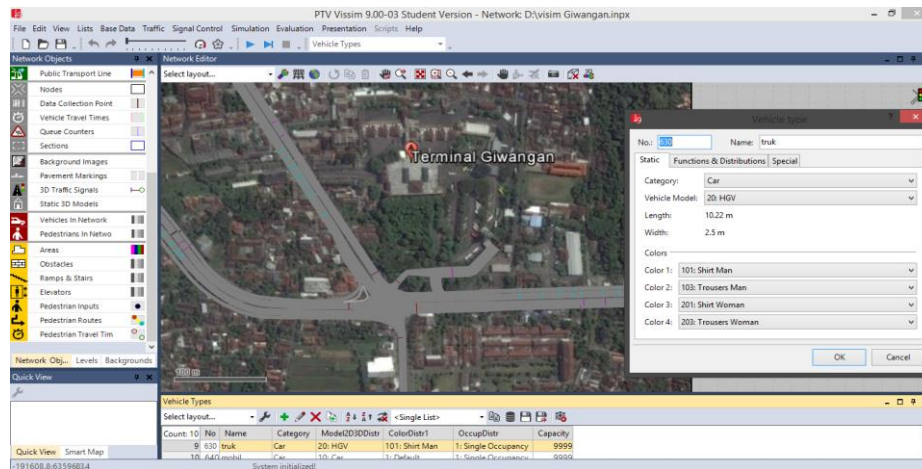 PTV Vissim 9.00-03 Student Version - Network: D:\visim Giwangan.inpx
File Edit View Lists Base Data Traffic Signal Control Simulation Evaluation Presentation Scripts Help
Vehicle Types
Network Objects
Network Editor
Select layout...
Public Transport Line
Nodes
Data Collection Point
Vehicle Travel Times
Queue Counters
Sections
Background Images
Pavement Markings
3D Traffic Signals
Static 3D Models
Vehicles In Network
Pedestrians In Netwo
Areas
Obstacles
Ramps & Stairs
Elevators
Pedestrian Inputs
Pedestrian Routes
Pedestrian Travel Tim
Network Obj... Levels Backgrounds
Quick View
Quick View Smart Map
Terminal Giwangan
100 m
Vehicle type
No.: 630 Name: truk
Static Functions & Distributions Special
Category: Car
Vehicle Model: 20: HGV
Length: 10.22 m
Width: 2.5 m
Colors
Color 1: 101: Shirt Man
Color 2: 103: Trousers Man
Color 3: 201: Shirt Woman
Color 4: 203: Trousers Woman
OK Cancel
Vehicle Types
Select layout... <Single List>
Count: 10 No Name Category Model2D3DDistr ColorDistr1 OccupDistr Capacity
9 630 truk Car 20: HGV 101: Shirt Man 1: Single Occupancy 9999
10 640 mobil Car 10: Car 1: Default 1: Single Occupancy 9999
-191608.8:6359683.4 System initialized!